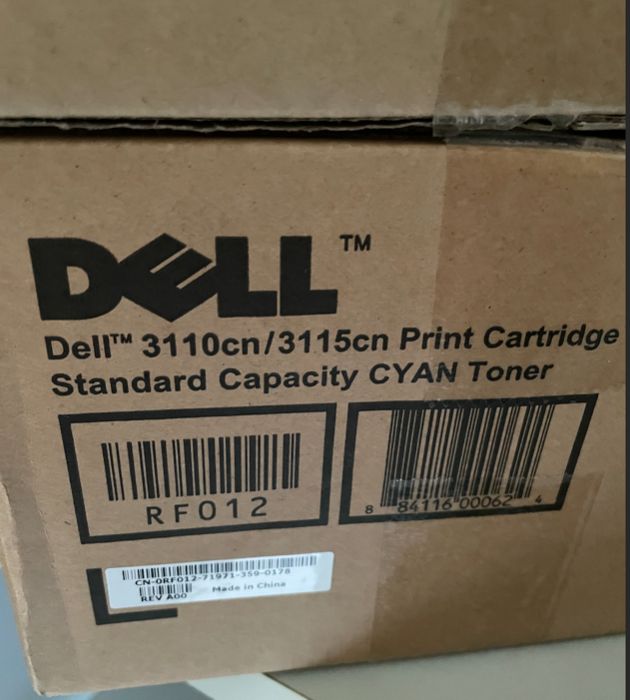 DELL™
Dell™ 3110cn/3115cn Print Cartridge
Standard Capacity CYAN Toner
RF012
8 84116 00062 4
CN-0RF012-71971-359-0178
REV A00 Made in China